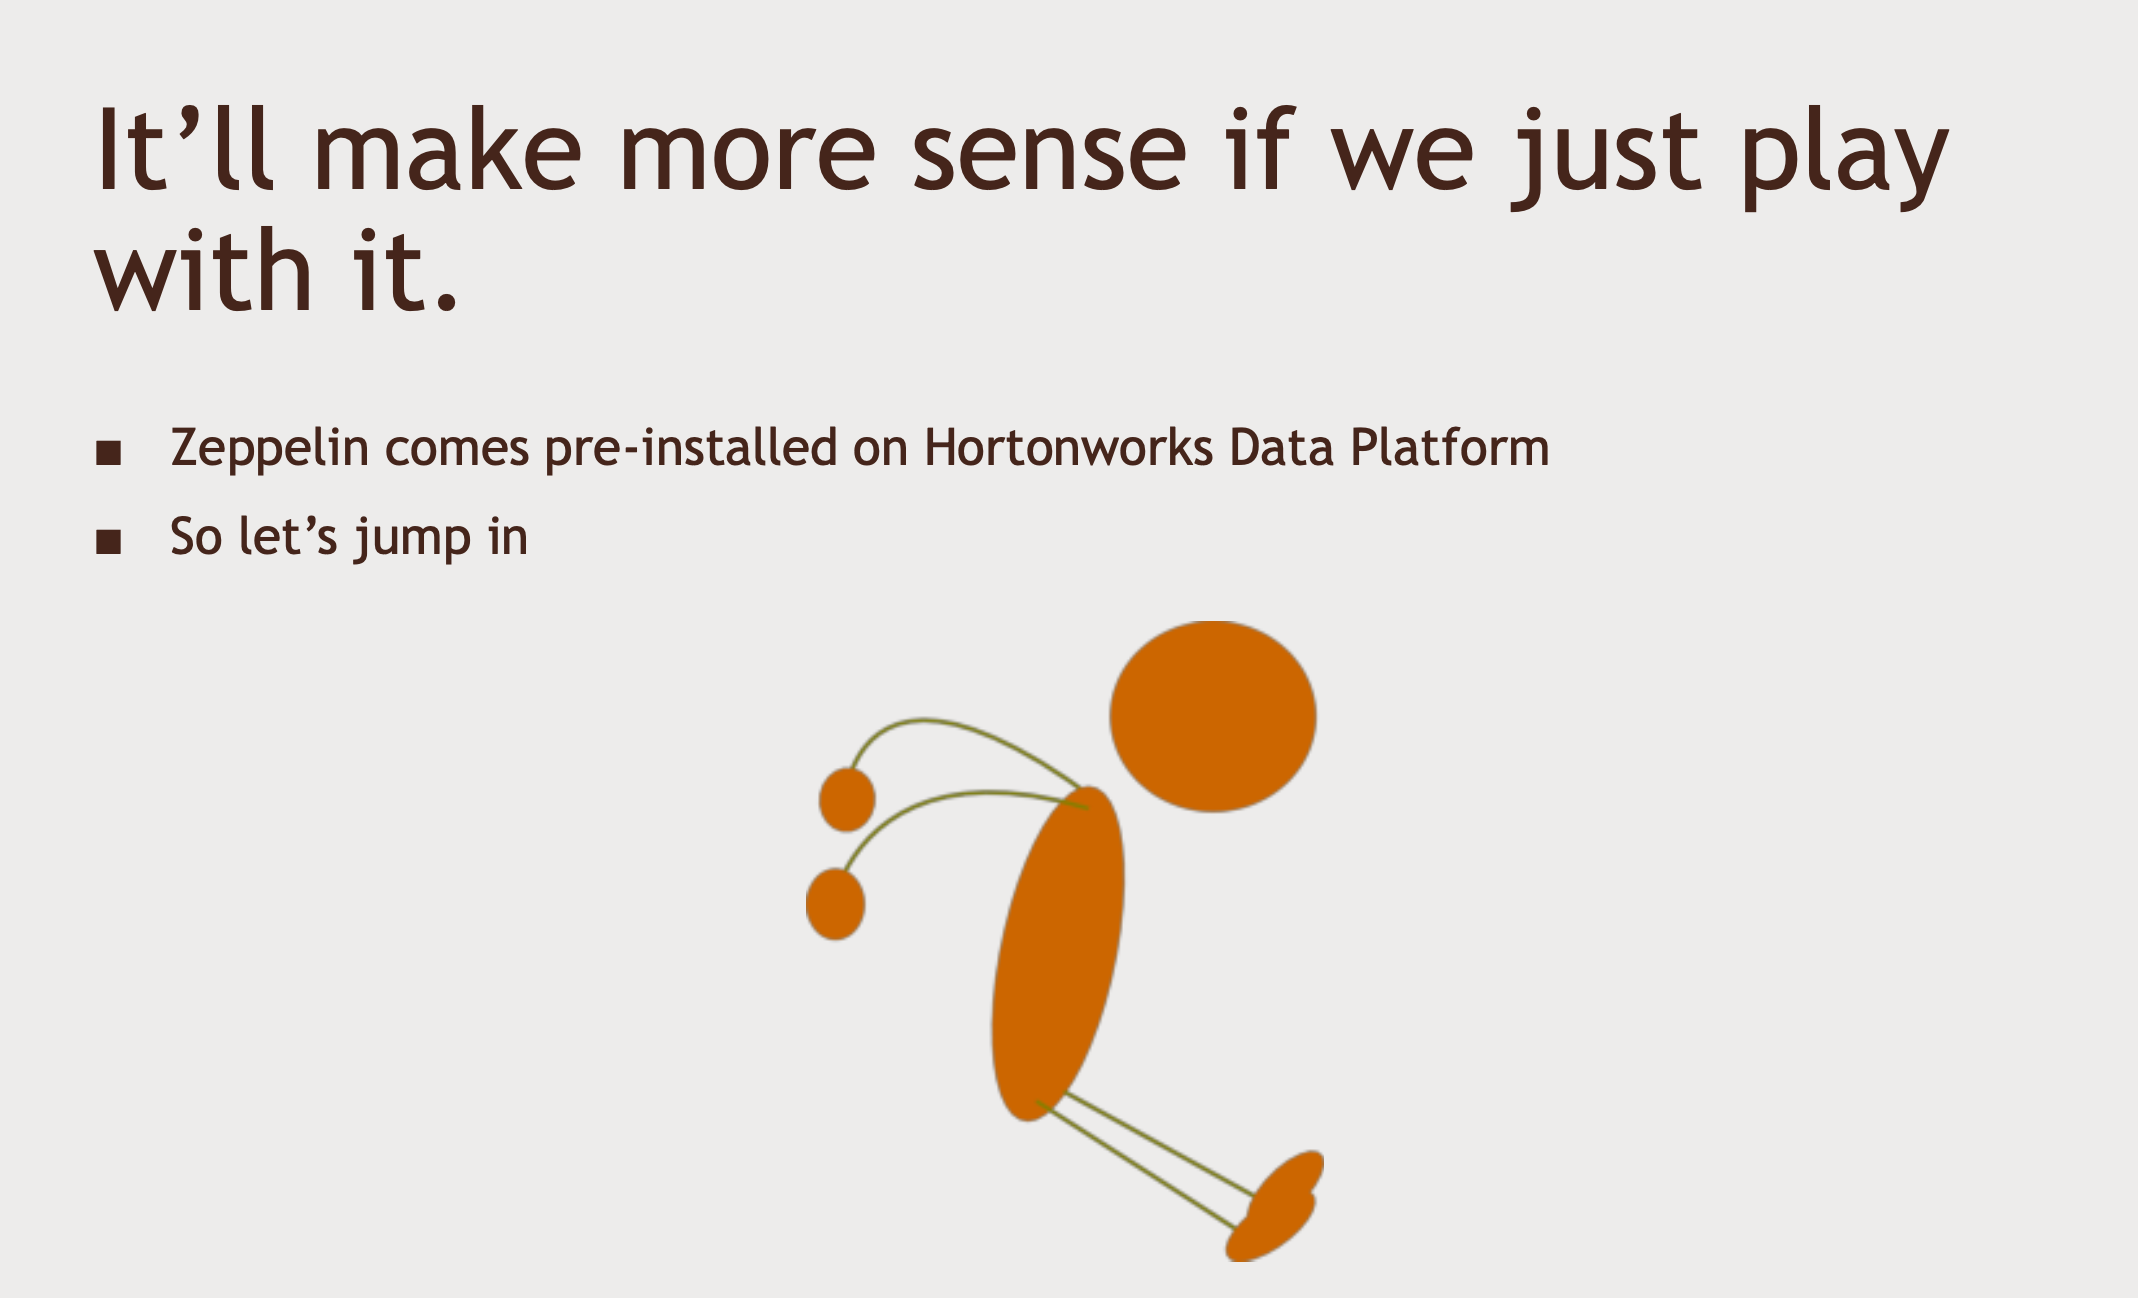 It’ll make more sense if we just play
with it.
■ Zeppelin comes pre-installed on Hortonworks Data Platform
■ So let’s jump in